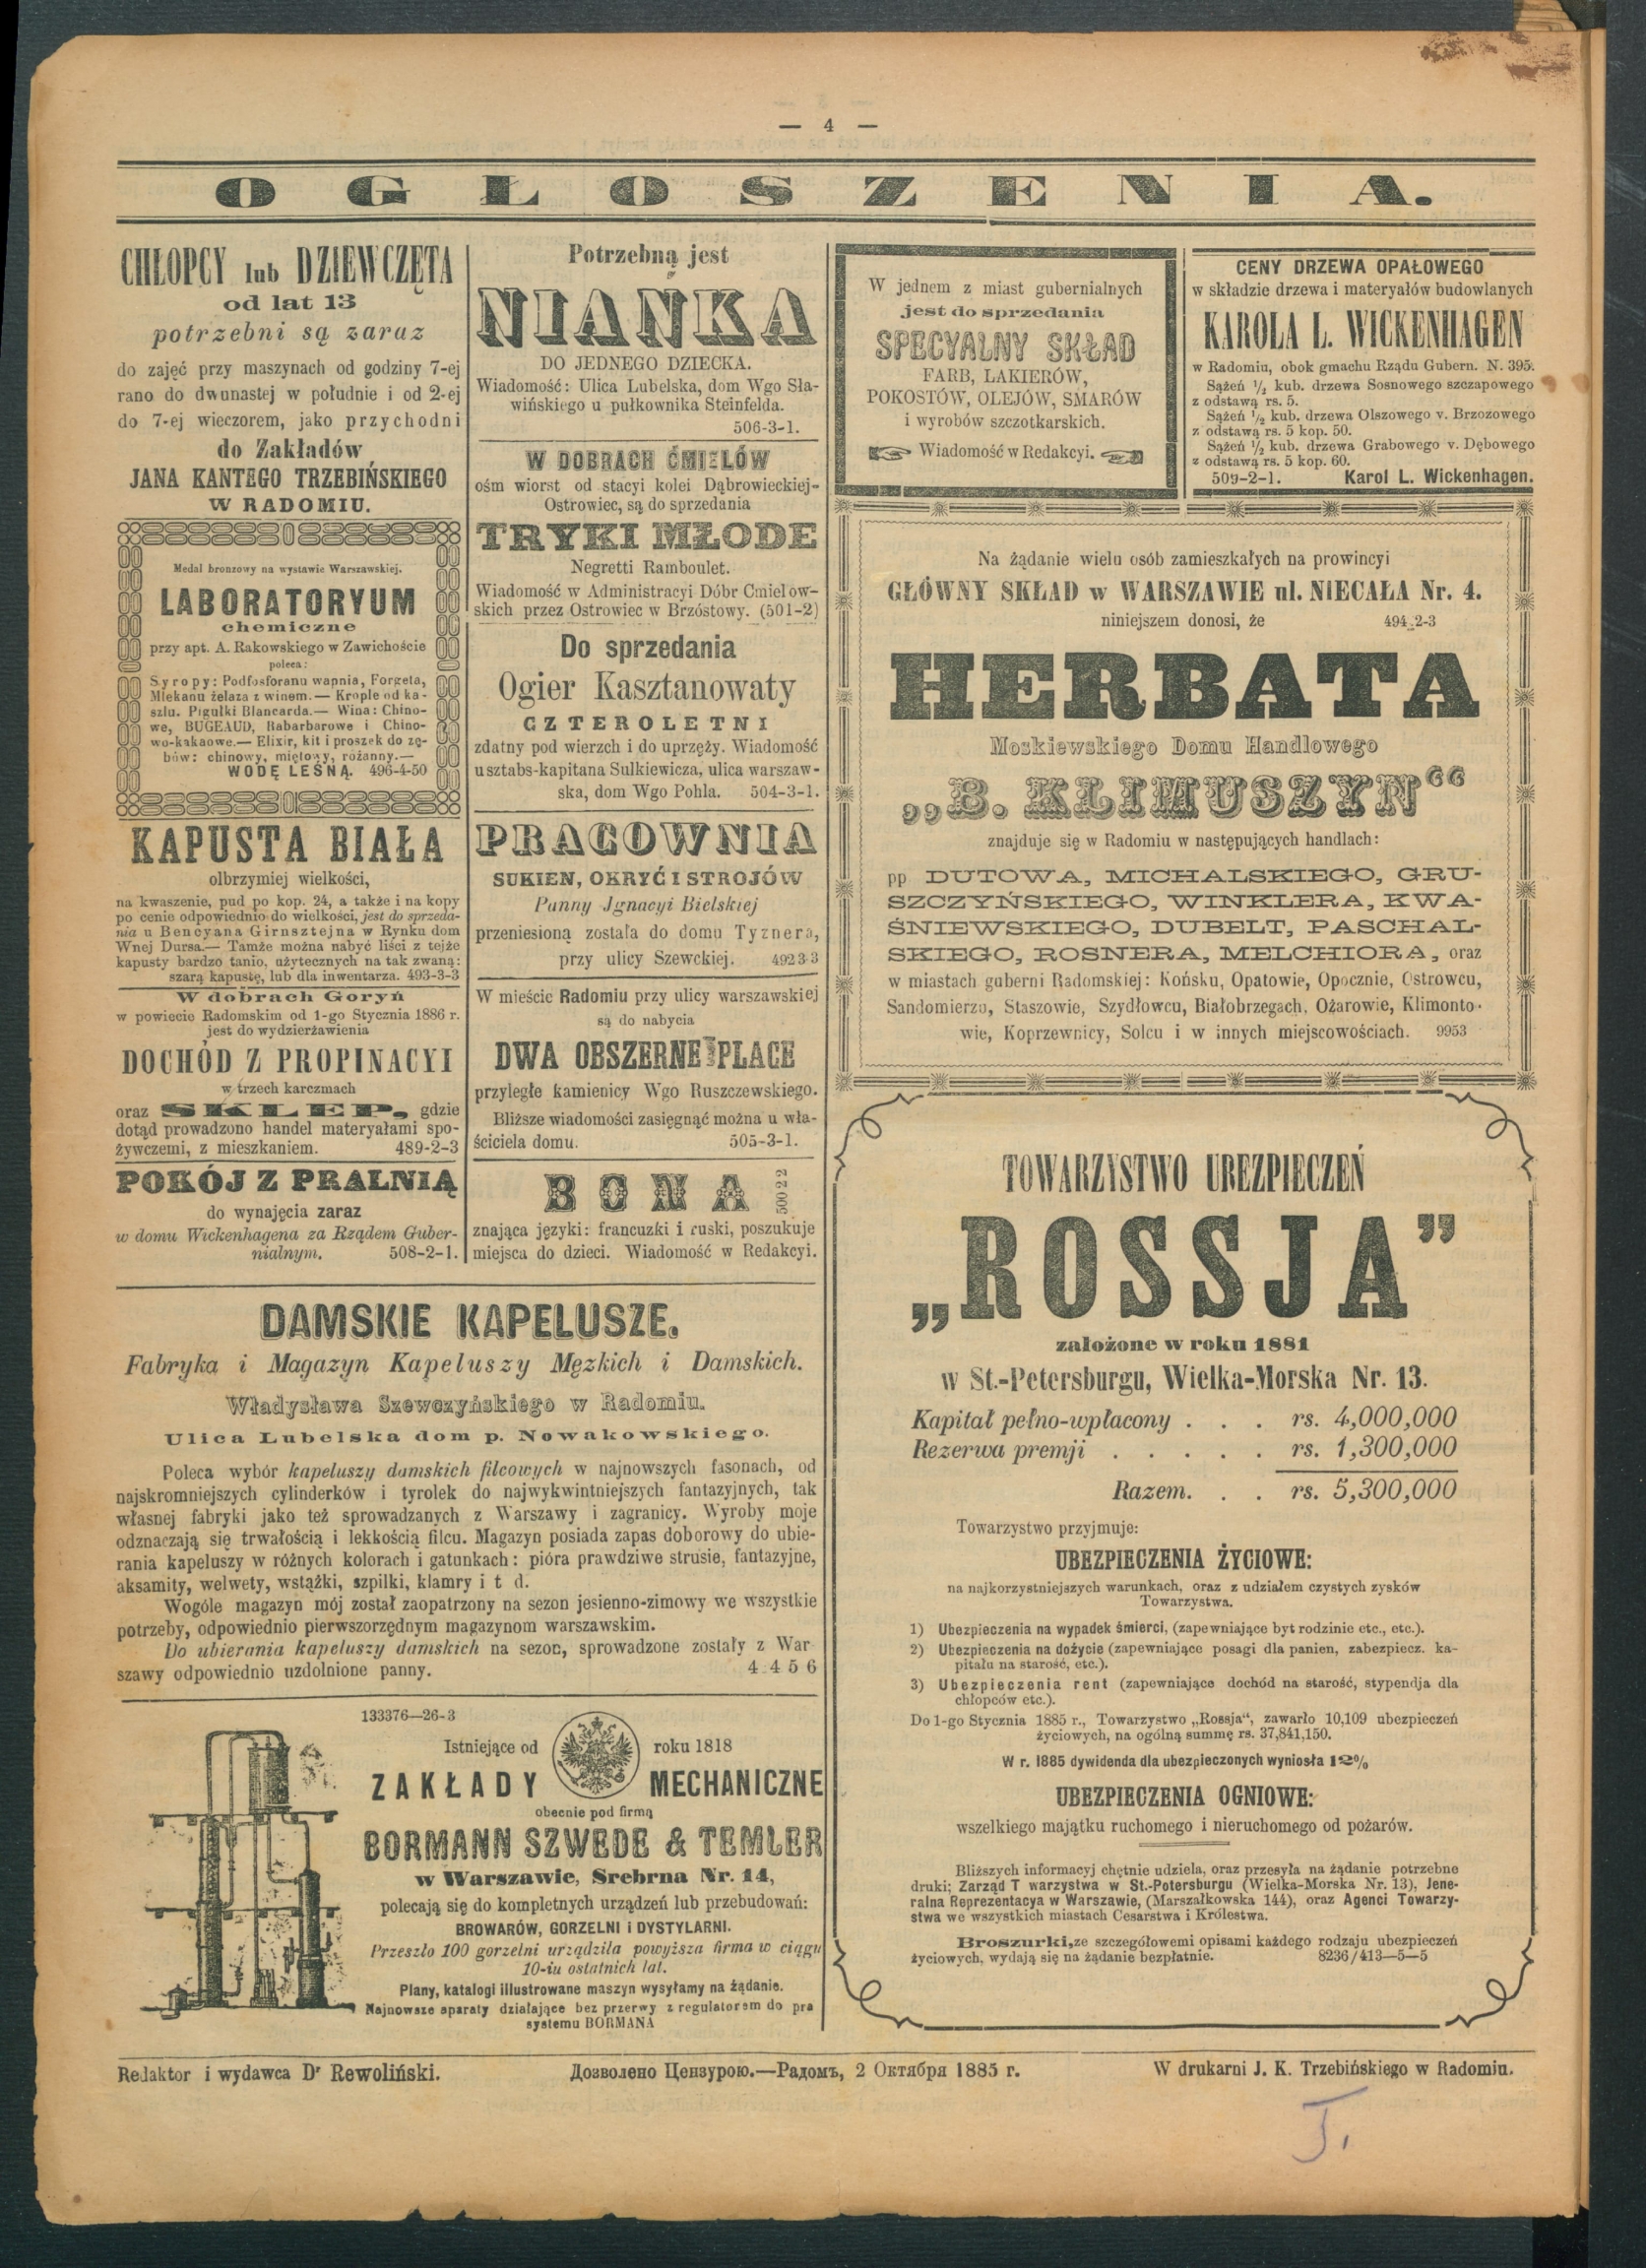 — 4 —
OGŁOSZENIA.
CHŁOPCY lub DZIEWCZĘTA
od lat 13
potrzebni są zaraz
do zajęć przy maszynach od godziny 7-ej
rano do dwunastej w południe i od 2-ej
do 7-ej wieczorem, jako przychodni
do Zakładów
JANA KANTEGO TRZEBIŃSKIEGO
W RADOMIU.
Medal bronzowy na wystawie Warszawskiej.
LABORATORYUM
chemiczne
przy apt. A. Rakowskiego w Zawichoście
poleca:
Syropy: Podfosforanu wapnia, Forgeta,
Mlekanu żelaza z winem.— Krople od ka-
szlu. Pigułki Blancarda.— Wina: Chino-
we, BUGEAUD, Rabarbarowe i Chino-
wo-kakaowe.— Elixir, kit i proszek do zę-
bów: chinowy, miętowy, różanny.—
WODĘ LEŚNĄ. 496-4-50
KAPUSTA BIAŁA
olbrzymiej wielkości,
na kwaszenie, pud po kop. 24, a także i na kopy
po cenie odpowiednio do wielkości, jest do sprzeda-
nia u Bencyana Girnsztejna w Rynku dom
Wnej Dursa.— Tamże można nabyć liści z tejże
kapusty bardzo tanio, użytecznych na tak zwaną:
szarą kapustę, lub dla inwentarza. 493-3-3
W dobrach Goryń
w powiecie Radomskim od 1-go Stycznia 1886 r.
jest do wydzierżawienia
DOCHÓD Z PROPINACYI
w trzech karczmach
oraz SKLEP, gdzie
dotąd prowadzono handel materyałami spo-
żywczemi, z mieszkaniem. 489-2-3
POKÓJ Z PRALNIĄ
do wynajęcia zaraz
w domu Wickenhagena za Rządem Guber-
nialnym. 508-2-1.
Potrzebną jest
NIAŃKA
DO JEDNEGO DZIECKA.
Wiadomość: Ulica Lubelska, dom Wgo Sła-
wińskiego u pułkownika Steinfelda.
506-3-1.
W DOBRACH ĆMIELÓW
ośm wiorst od stacyi kolei Dąbrowieckiej-
Ostrowiec, są do sprzedania
TRYKI MŁODE
Negretti Ramboulet.
Wiadomość w Administracyi Dóbr Cmielow-
skich przez Ostrowiec w Brzóstowy. (501-2)
Do sprzedania
Ogier Kasztanowaty
CZTEROLETNI
zdatny pod wierzch i do uprzęży. Wiadomość
u sztabs-kapitana Sulkiewicza, ulica warszaw-
ska, dom Wgo Pohla. 504-3-1.
PRACOWNIA
SUKIEN, OKRYĆ I STROJÓW
Panny Jgnacyi Bielskiej
przeniesioną została do domu Tyznera,
przy ulicy Szewckiej. 492 3-3
W mieście Radomiu przy ulicy warszawskiej
są do nabycia
DWA OBSZERNE PLACE
przyległe kamienicy Wgo Ruszczewskiego.
Bliższe wiadomości zasięgnąć można u wła-
ściciela domu. 505-3-1.
BONA 500 2 2
znająca języki: francuzki i ruski, poszukuje
miejsca do dzieci. Wiadomość w Redakcyi.
DAMSKIE KAPELUSZE.
Fabryka i Magazyn Kapeluszy Męzkich i Damskich.
Władysława Szewczyńskiego w Radomiu.
Ulica Lubelska dom p. Nowakowskiego.
Poleca wybór kapeluszy damskich filcowych w najnowszych fasonach, od
najskromniejszych cylinderków i tyrolek do najwykwintniejszych fantazyjnych, tak
własnej fabryki jako też sprowadzanych z Warszawy i zagranicy. Wyroby moje
odznaczają się trwałością i lekkością filcu. Magazyn posiada zapas doborowy do ubie-
rania kapeluszy w różnych kolorach i gatunkach: pióra prawdziwe strusie, fantazyjne,
aksamity, welwety, wstążki, szpilki, klamry i t d.
Wogóle magazyn mój został zaopatrzony na sezon jesienno-zimowy we wszystkie
potrzeby, odpowiednio pierwszorzędnym magazynom warszawskim.
Do ubierania kapeluszy damskich na sezon, sprowadzone zostały z War
szawy odpowiednio uzdolnione panny. 4 4 5 6
133376—26-3
Istniejące od roku 1818
ZAKŁADY MECHANICZNE
obecnie pod firmą
BORMANN SZWEDE & TEMLER
w Warszawie, Srebrna Nr. 14,
polecają się do kompletnych urządzeń lub przebudowań:
BROWARÓW, GORZELNI i DYSTYLARNI.
Przeszło 100 gorzelni urządziła powyższa firma w ciągu
10-iu ostatnich lat.
Plany, katalogi illustrowane maszyn wysyłamy na żądanie.
Najnowsze aparaty działające bez przerwy z regulatorem do pra
systemu BORMANA
W jednem z miast gubernialnych
jest do sprzedania
SPECYALNY SKŁAD
FARB, LAKIERÓW,
POKOSTÓW, OLEJÓW, SMARÓW
i wyrobów szczotkarskich.
Wiadomość w Redakcyi.
CENY DRZEWA OPAŁOWEGO
w składzie drzewa i materyałów budowlanych
KAROLA L. WICKENHAGEN
w Radomiu, obok gmachu Rządu Gubern. N. 395:
Sążeń ½ kub. drzewa Sosnowego szczapowego
z odstawą rs. 5.
Sążeń ½ kub. drzewa Olszowego v. Brzozowego
z odstawą rs. 5 kop. 50.
Sążeń ½ kub. drzewa Grabowego v. Dębowego
z odstawą rs. 5 kop. 60.
509-2-1. Karol L. Wickenhagen.
Na żądanie wielu osób zamieszkałych na prowincyi
GŁÓWNY SKŁAD w WARSZAWIE ul. NIECAŁA Nr. 4.
niniejszem donosi, że 494 2-3
HERBATA
Moskiewskiego Domu Handlowego
„B. KLIMUSZYN“
znajduje się w Radomiu w następujących handlach:
pp DUTOWA, MICHALSKIEGO, GRU-
SZCZYŃSKIEGO, WINKLERA, KWA-
ŚNIEWSKIEGO, DUBELT, PASCHAL-
SKIEGO, ROSNERA, MELCHIORA, oraz
w miastach guberni Radomskiej: Końsku, Opatowie, Opocznie, Ostrowcu,
Sandomierzu, Staszowie, Szydłowcu, Białobrzegach, Ożarowie, Klimonto-
wie, Koprzewnicy, Solcu i w innych miejscowościach. 9953
TOWARZYSTWO UBEZPIECZEŃ
„ROSSJA”
założone w roku 1881
w St.-Petersburgu, Wielka-Morska Nr. 13.
Kapitał pełno-wpłacony . . . rs. 4,000,000
Rezerwa premji . . . . . rs. 1,300,000
Razem. . . rs. 5,300,000
Towarzystwo przyjmuje:
UBEZPIECZENIA ŻYCIOWE:
na najkorzystniejszych warunkach, oraz z udziałem czystych zysków
Towarzystwa.
1) Ubezpieczenia na wypadek śmierci, (zapewniające byt rodzinie etc., etc.).
2) Ubezpieczenia na dożycie (zapewniające posagi dla panien, zabezpiecz. ka-
pitału na starość, etc.).
3) Ubezpieczenia rent (zapewniające dochód na starość, stypendja dla
chłopców etc.).
Do 1-go Stycznia 1885 r., Towarzystwo „Rossja“, zawarło 10,109 ubezpieczeń
życiowych, na ogólną summę rs. 37,841,150.
W r. 1885 dywidenda dla ubezpieczonych wyniosła 12%
UBEZPIECZENIA OGNIOWE:
wszelkiego majątku ruchomego i nieruchomego od pożarów.
Bliższych informacyj chętnie udziela, oraz przesyła na żądanie potrzebne
druki; Zarząd T warzystwa w St.-Petersburgu (Wielka-Morska Nr. 13), Jene-
ralna Reprezentacya w Warszawie, (Marszałkowska 144), oraz Agenci Towarzy-
stwa we wszystkich miastach Cesarstwa i Królestwa.
Broszurki, ze szczegółowemi opisami każdego rodzaju ubezpieczeń
życiowych, wydają się na żądanie bezpłatnie. 8236/413—5—5
Redaktor i wydawca Dr Rewoliński.
Дозволено Цензурою.—Радомъ, 2 Октября 1885 г.
W drukarni J. K. Trzebińskiego w Radomiu.